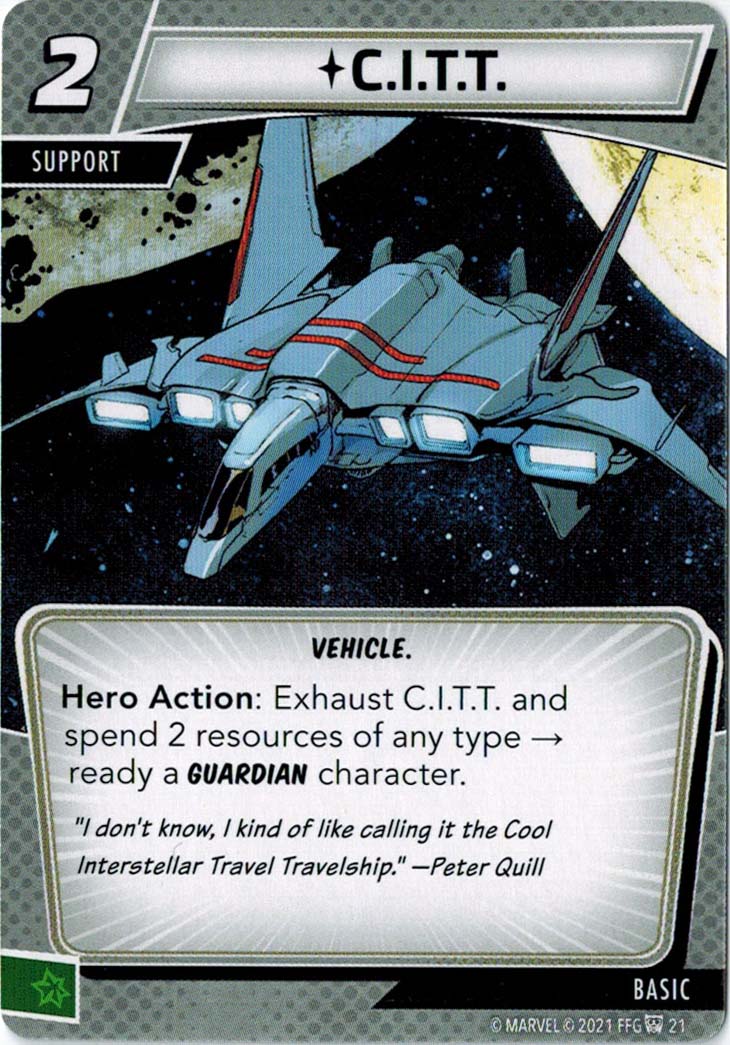 2
C.I.T.T.
SUPPORT
VEHICLE.
Hero Action: Exhaust C.I.T.T. and
spend 2 resources of any type →
ready a GUARDIAN character.
"I don't know, I kind of like calling it the Cool
Interstellar Travel Travelship." —Peter Quill
BASIC
© MARVEL © 2021 FFG 21